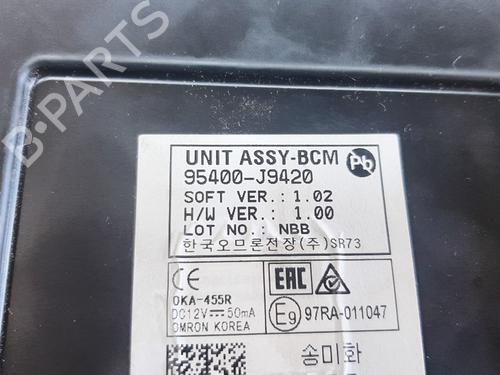 B-PARTS
UNIT ASSY-BCM
Pb
95400-J9420
SOFT VER.: 1.02
H/W VER.: 1.00
LOT NO.: NBB
한국오므론전장(주)SR73
CE
EAC
OKA-455R
DC12V⎓50mA
OMRON KOREA
E9 97RA-011047
송미화